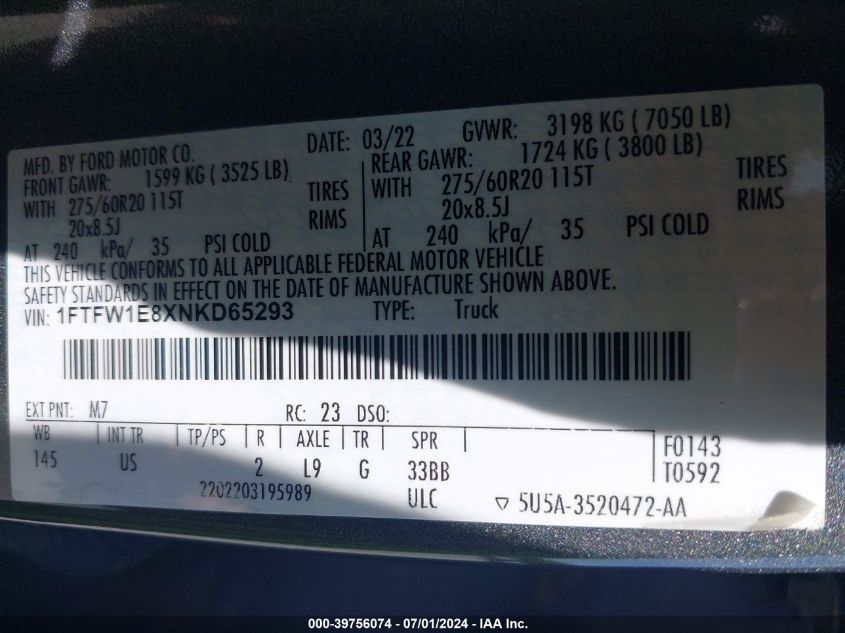 MFD. BY FORD MOTOR CO. DATE: 03/22 GVWR: 3198 KG ( 7050 LB)
FRONT GAWR: 1599 KG ( 3525 LB) REAR GAWR: 1724 KG ( 3800 LB)
WITH 275/60R20 115T TIRES WITH 275/60R20 115T TIRES
20x8.5J RIMS 20x8.5J RIMS
AT 240 kPa/ 35 PSI COLD AT 240 kPa/ 35 PSI COLD
THIS VEHICLE CONFORMS TO ALL APPLICABLE FEDERAL MOTOR VEHICLE
SAFETY STANDARDS IN EFFECT ON THE DATE OF MANUFACTURE SHOWN ABOVE.
VIN: 1FTFW1E8XNKD65293 TYPE: Truck
EXT PNT: M7 RC: 23 DSO:
WB INT TR TP/PS R AXLE TR SPR F0143
145 US 2 L9 G 33BB T0592
2202203195989 ULC 5U5A-3520472-AA
000-39756074 - 07/01/2024 - IAA Inc.